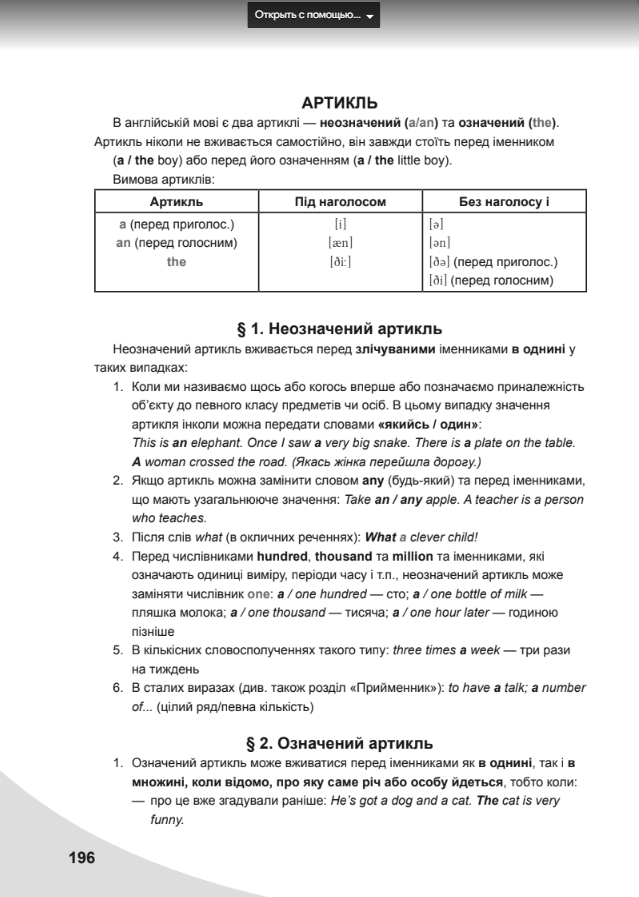 Открыть с помощью...
АРТИКЛЬ
В англійській мові є два артиклі — неозначений (a/an) та означений (the).
Артикль ніколи не вживається самостійно, він завжди стоїть перед іменником
(a / the boy) або перед його означенням (a / the little boy).
Вимова артиклів:
Артикль Під наголосом Без наголосу і
a (перед приголос.) [i] [ə]
an (перед голосним) [æn] [ən]
the [ði:] [ðə] (перед приголос.)
[ði] (перед голосним)
§ 1. Неозначений артикль
Неозначений артикль вживається перед злічуваними іменниками в однині у
таких випадках:
1. Коли ми називаємо щось або когось вперше або позначаємо приналежність
об’єкту до певного класу предметів чи осіб. В цьому випадку значення
артикля інколи можна передати словами «якийсь / один»:
This is an elephant. Once I saw a very big snake. There is a plate on the table.
A woman crossed the road. (Якась жінка перейшла дорогу.)
2. Якщо артикль можна замінити словом any (будь-який) та перед іменниками,
що мають узагальнююче значення: Take an / any apple. A teacher is a person
who teaches.
3. Після слів what (в окличних реченнях): What a clever child!
4. Перед числівниками hundred, thousand та million та іменниками, які
означають одиниці виміру, періоди часу і т.п., неозначений артикль може
заміняти числівник one: a / one hundred — сто; a / one bottle of milk —
пляшка молока; a / one thousand — тисяча; a / one hour later — годиною
пізніше
5. В кількісних словосполученнях такого типу: three times a week — три рази
на тиждень
6. В сталих виразах (див. також розділ «Прийменник»): to have a talk; a number
of... (цілий ряд/певна кількість)
§ 2. Означений артикль
1. Означений артикль може вживатися перед іменниками як в однині, так і в
множині, коли відомо, про яку саме річ або особу йдеться, тобто коли:
— про це вже згадували раніше: He’s got a dog and a cat. The cat is very
funny.
196